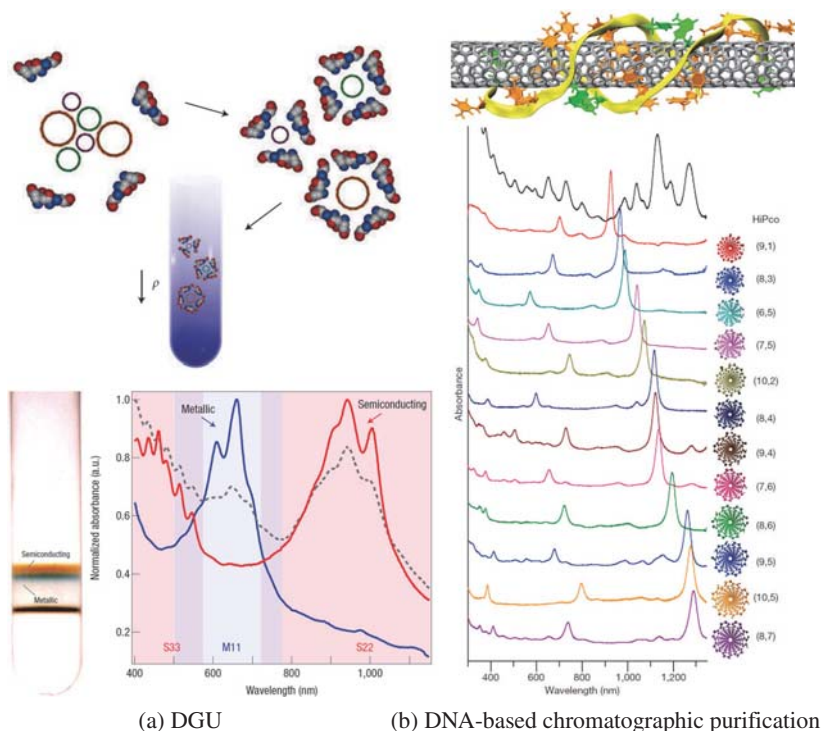 ρ
Semiconducting
Metallic
Normalized absorbance (a.u.)
1.0
0.8
0.6
0.4
0.2
Metallic
Semiconducting
S33
M11
S22
400
600
800
1,000
Wavelength (nm)
(a) DGU
Absorbance
HiPco
(9,1)
(8,3)
(6,5)
(7,5)
(10,2)
(8,4)
(9,4)
(7,6)
(8,6)
(9,5)
(10,5)
(8,7)
400
600
800
1,000
1,200
Wavelength (nm)
(b) DNA-based chromatographic purification